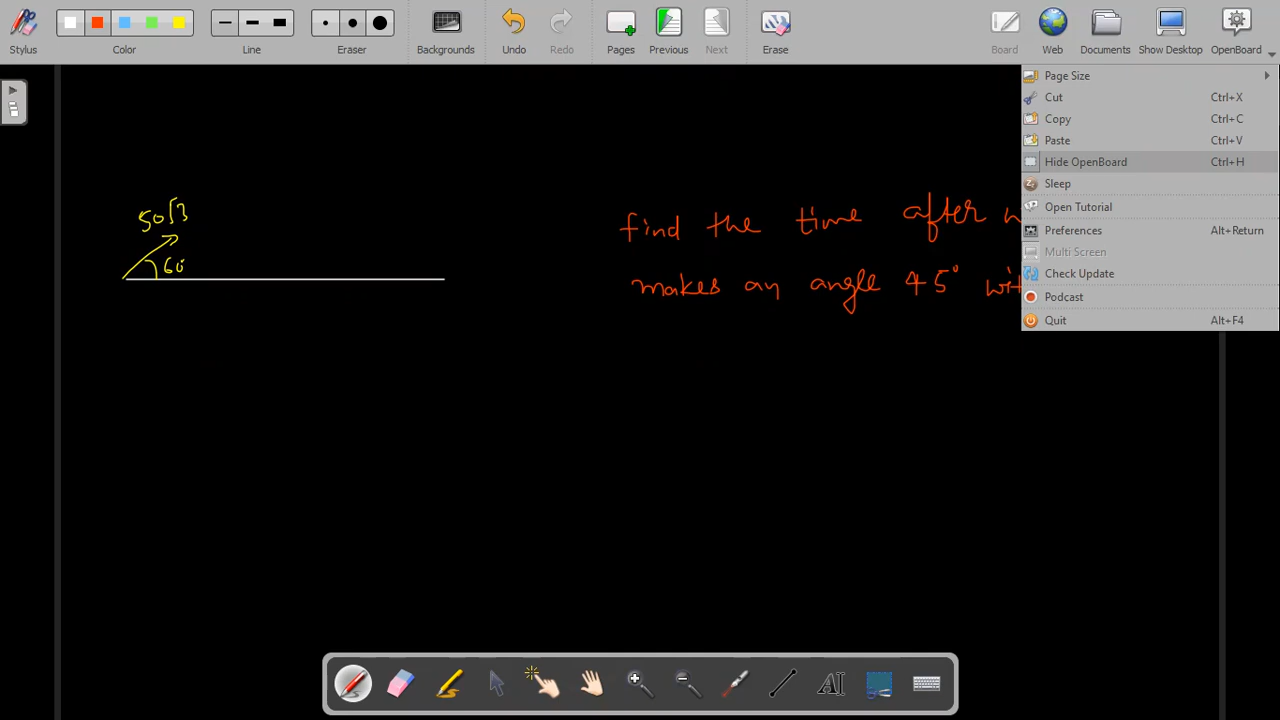 Stylus
Color
Line
Eraser
Backgrounds
Undo
Redo
Pages
Previous
Next
Erase
Board
Web
Documents
Show Desktop
OpenBoard
Page Size
Cut Ctrl+X
Copy Ctrl+C
Paste Ctrl+V
Hide OpenBoard Ctrl+H
Sleep
Open Tutorial
Preferences Alt+Return
Multi Screen
Check Update
Podcast
Quit Alt+F4
50√3
60
find the time after
makes an angle 45° wit